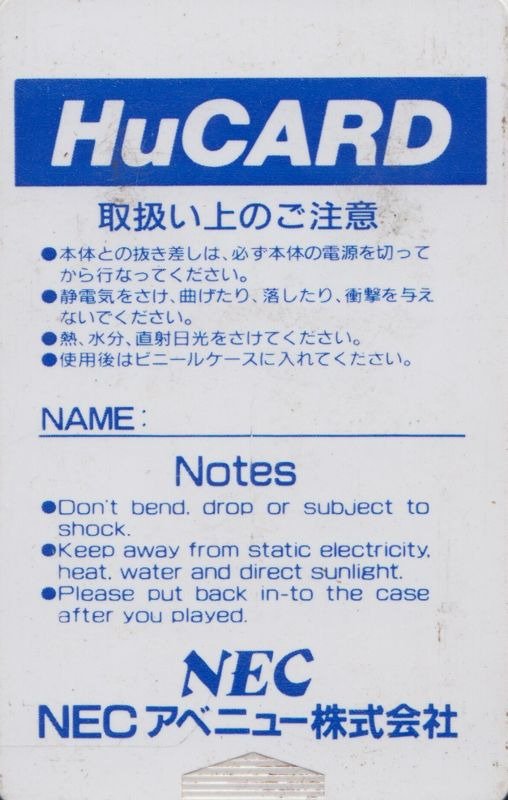 HuCARD
取扱い上のご注意
●本体との抜き差しは、必ず本体の電源を切って
から行なってください。
●静電気をさけ、曲げたり、落したり、衝撃を与え
ないでください。
●熱、水分、直射日光をさけてください。
●使用後はビニールケースに入れてください。
NAME:
Notes
●Don't bend. drop or subject to
shock.
●Keep away from static electricity,
heat. water and direct sunlight.
●Please put back in-to the case
after you played.
NEC
NECアベニュー株式会社